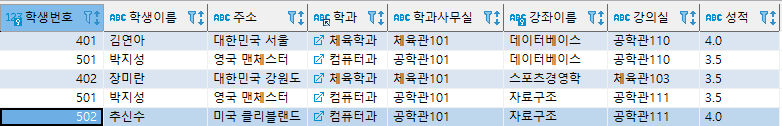 123 학생번호 ABC 학생이름 ABC 주소 ABC 학과 ABC 학과사무실 ABC 강좌이름 ABC 강의실 ABC 성적
401 김연아 대한민국 서울 체육학과 체육관101 데이터베이스 공학관110 4.0
501 박지성 영국 맨체스터 컴퓨터과 공학관101 데이터베이스 공학관110 3.5
402 장미란 대한민국 강원도 체육학과 체육관101 스포츠경영학 체육관103 3.5
501 박지성 영국 맨체스터 컴퓨터과 공학관101 자료구조 공학관111 3.5
502 추신수 미국 클리블랜드 컴퓨터과 공학관101 자료구조 공학관111 4.0